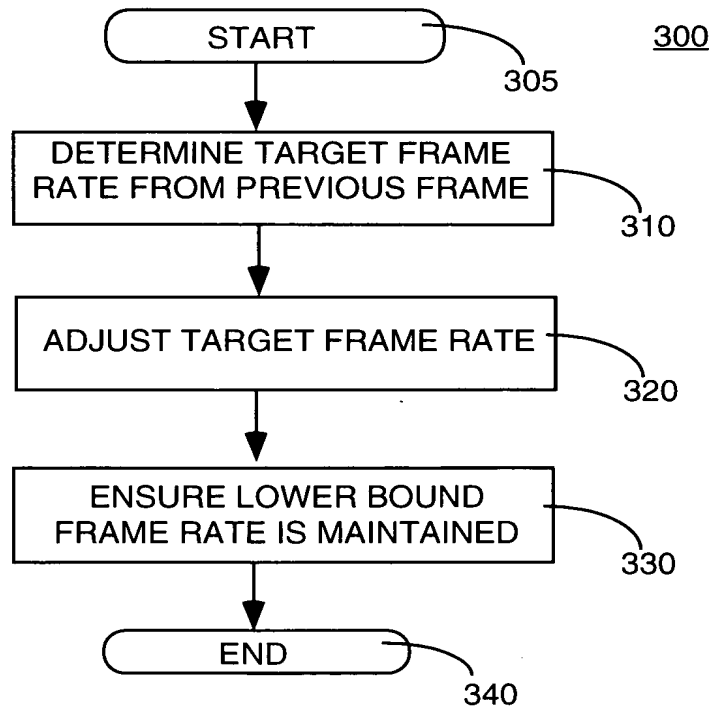 START
300
305
DETERMINE TARGET FRAME
RATE FROM PREVIOUS FRAME
310
ADJUST TARGET FRAME RATE
320
ENSURE LOWER BOUND
FRAME RATE IS MAINTAINED
330
END
340